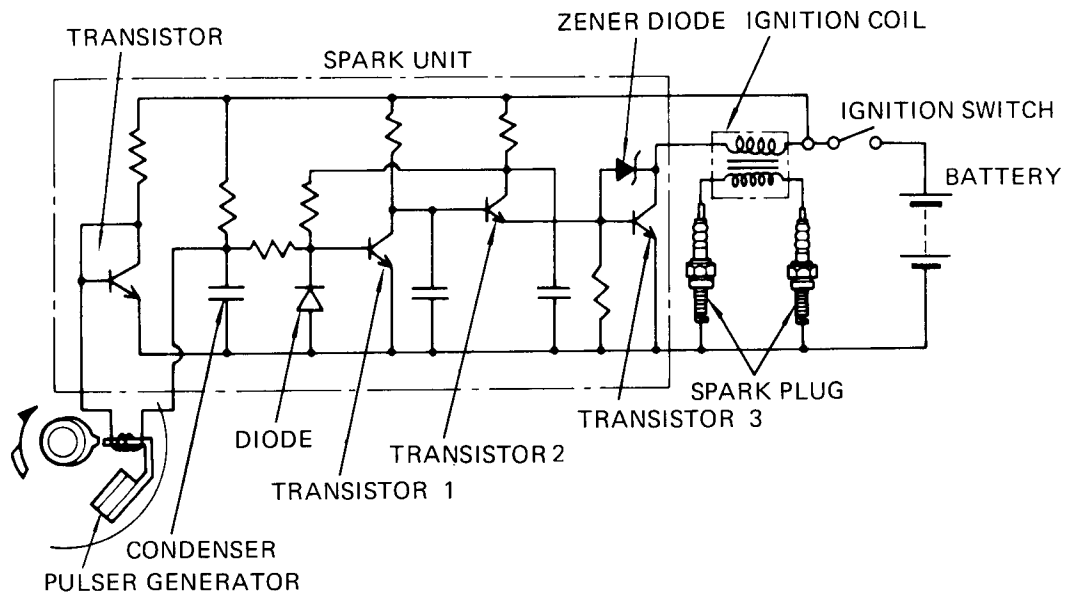 ZENER DIODE IGNITION COIL
TRANSISTOR
SPARK UNIT
IGNITION SWITCH
BATTERY
SPARK PLUG
TRANSISTOR 3
DIODE
TRANSISTOR 2
TRANSISTOR 1
CONDENSER
PULSER GENERATOR